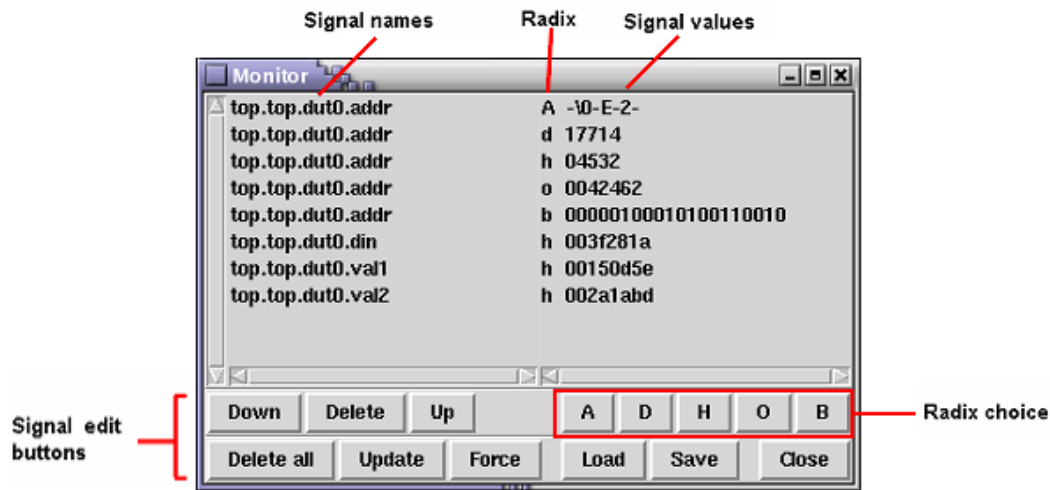 Signal names Radix Signal values
Monitor
top.top.dut0.addr A -\0-E-2-
top.top.dut0.addr d 17714
top.top.dut0.addr h 04532
top.top.dut0.addr o 0042462
top.top.dut0.addr b 00000100010100110010
top.top.dut0.din h 003f281a
top.top.dut0.val1 h 00150d5e
top.top.dut0.val2 h 002a1abd
Down Delete Up A D H O B
Radix choice
Signal edit
buttons
Delete all Update Force Load Save Close